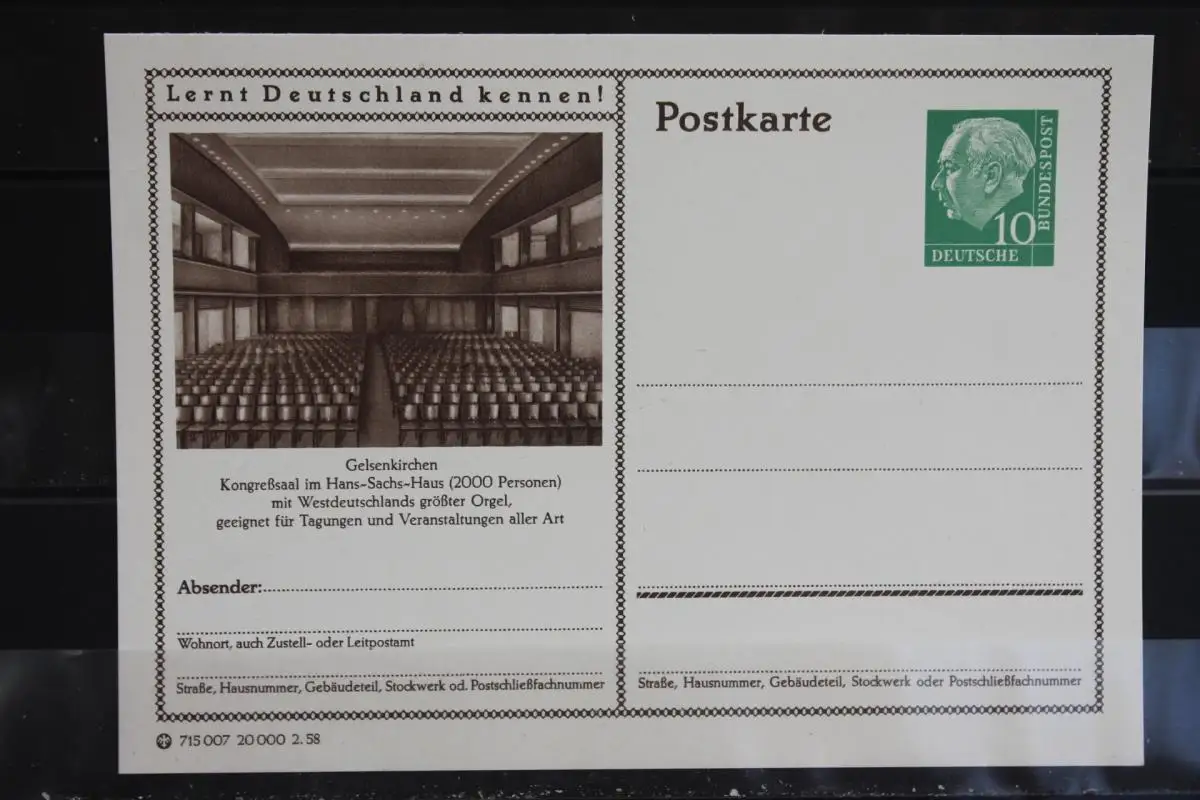 Lernt Deutschland kennen!
Gelsenkirchen
Kongreßsaal im Hans-Sachs-Haus (2000 Personen)
mit Westdeutschlands größter Orgel,
geeignet für Tagungen und Veranstaltungen aller Art
Absender:
Wohnort, auch Zustell- oder Leitpostamt
Straße, Hausnummer, Gebäudeteil, Stockwerk od. Postschließfachnummer
Postkarte
10
DEUTSCHE
BUNDESPOST
Straße, Hausnummer, Gebäudeteil, Stockwerk oder Postschließfachnummer
715 007 20 000 2. 58